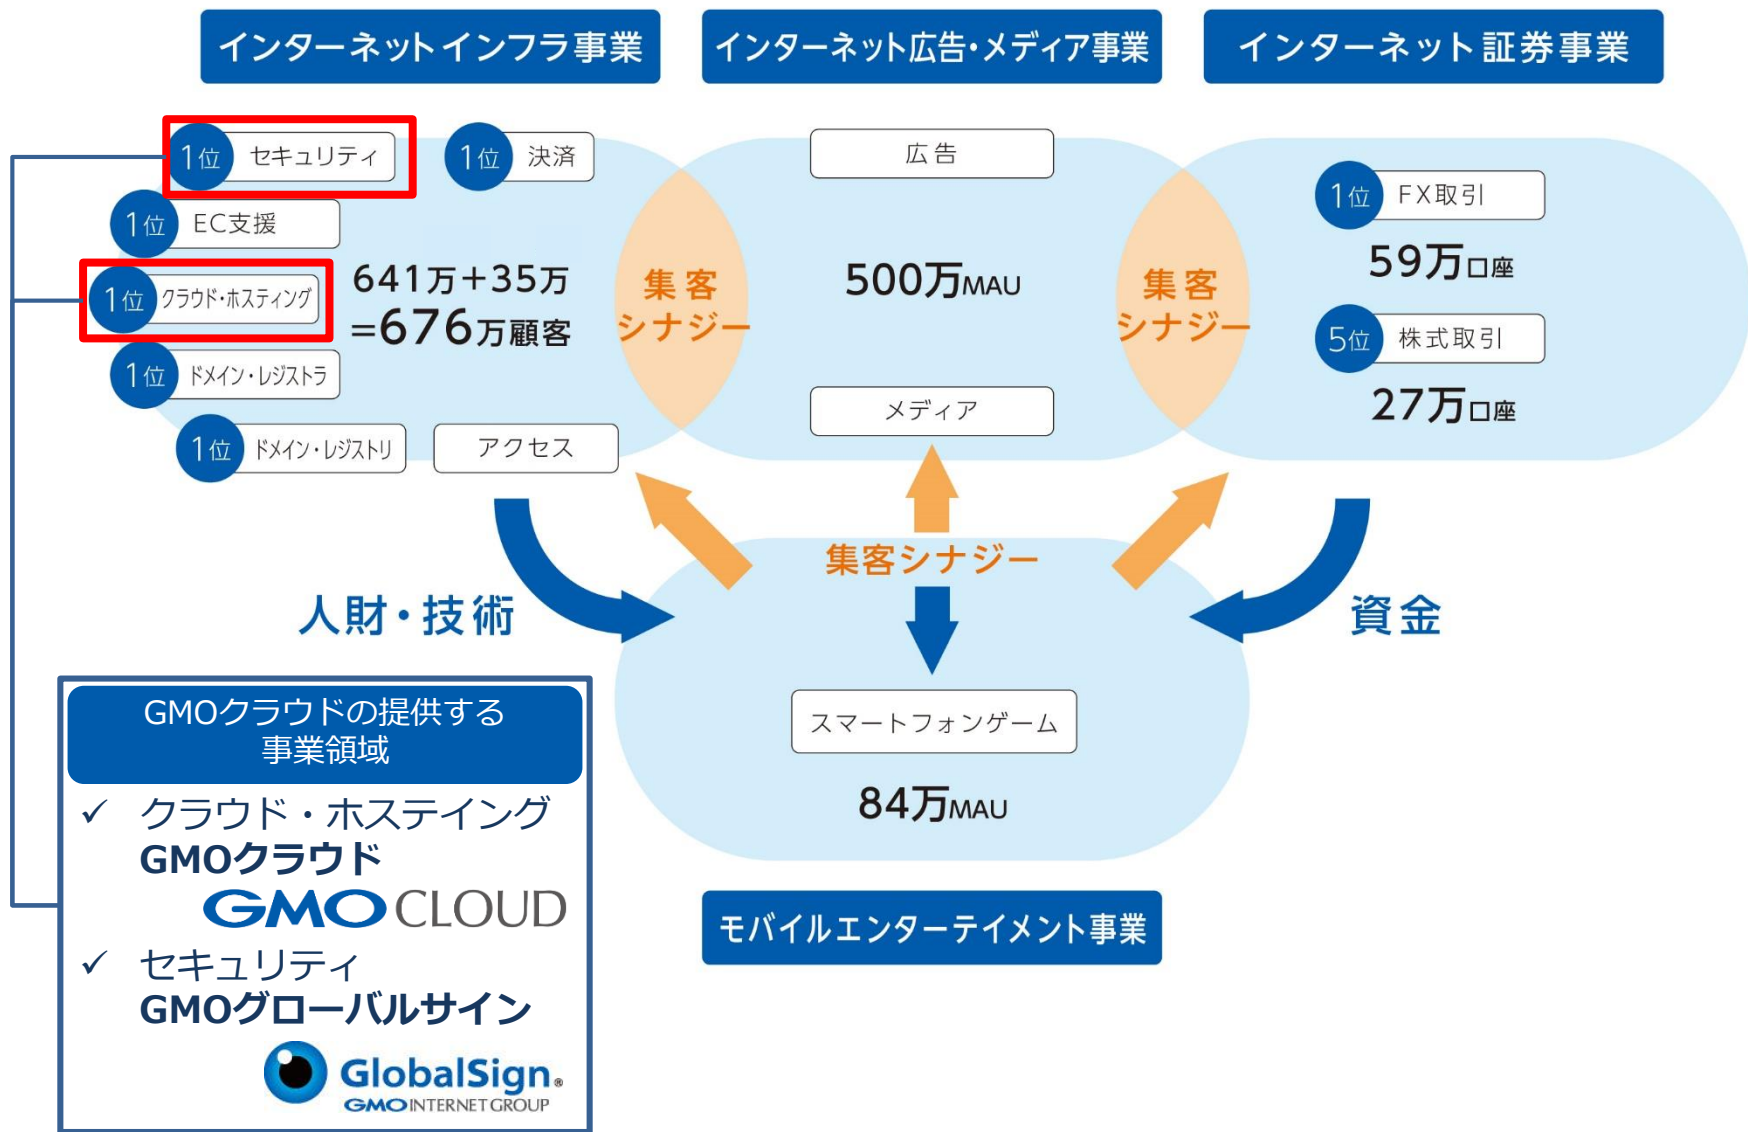 インターネットインフラ事業
インターネット広告・メディア事業
インターネット証券事業
1位 セキュリティ
1位 決済
1位 EC支援
1位 クラウド・ホスティング
1位 ドメイン・レジストラ
1位 ドメイン・レジストリ
アクセス
641万＋35万
=676万顧客
集客
シナジー
広告
500万MAU
メディア
集客
シナジー
1位 FX取引
59万口座
5位 株式取引
27万口座
集客シナジー
人財・技術
資金
スマートフォンゲーム
84万MAU
モバイルエンターテイメント事業
GMOクラウドの提供する
事業領域
✓ クラウド・ホステイング
GMOクラウド
GMO CLOUD
✓ セキュリティ
GMOグローバルサイン
GlobalSign®
GMO INTERNET GROUP